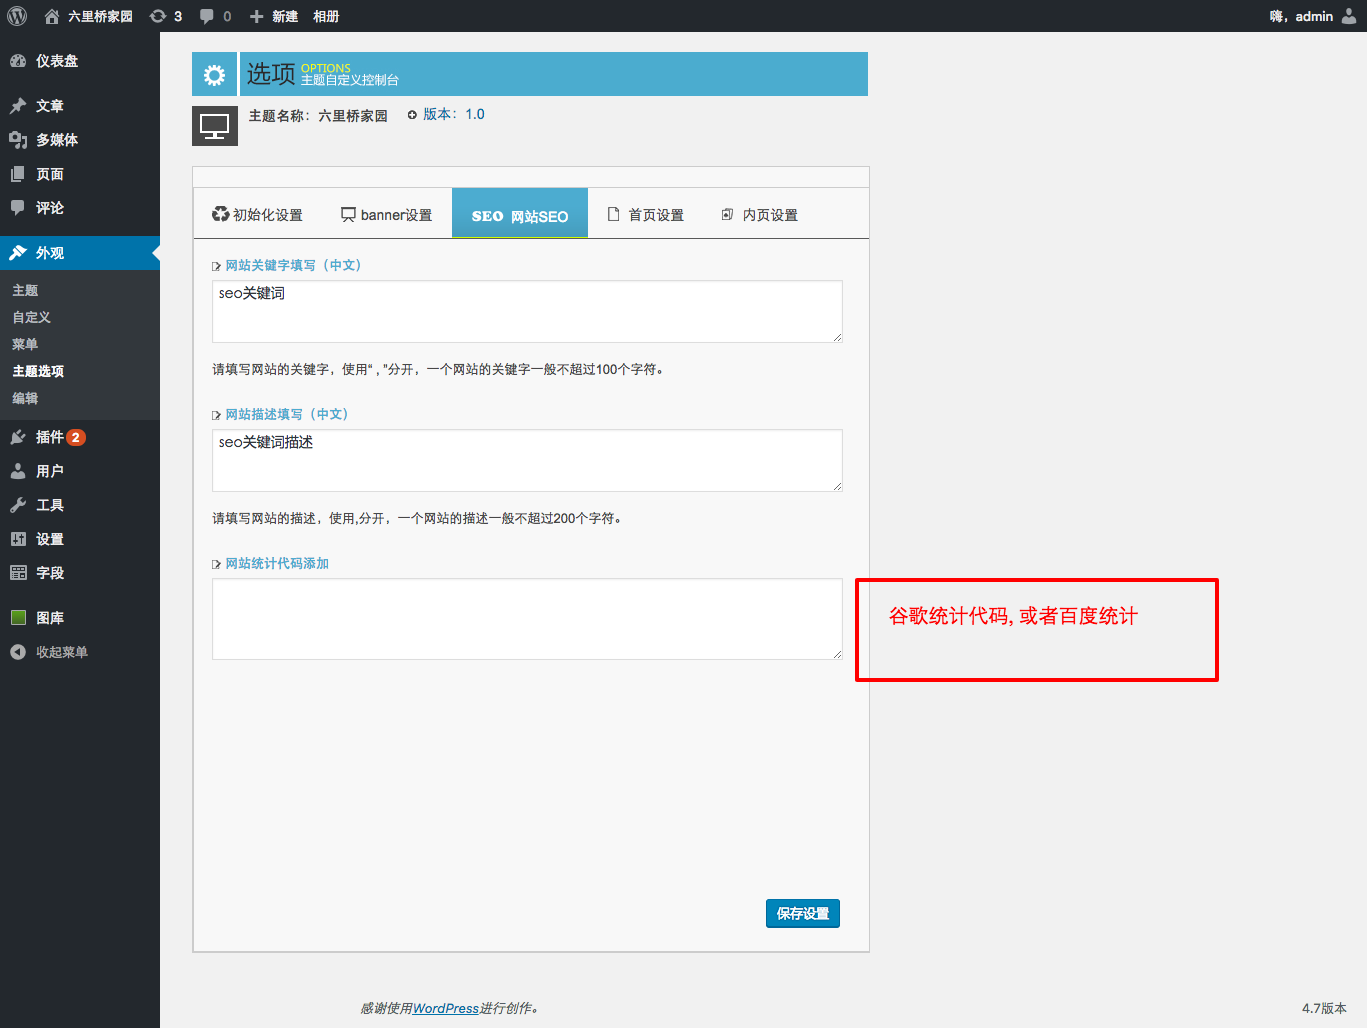 六里桥家园 3 0 新建 相册 嗨，admin
仪表盘
文章
多媒体
页面
评论
外观
主题
自定义
菜单
主题选项
编辑
插件 2
用户
工具
设置
字段
图库
收起菜单
选项 OPTIONS
主题自定义控制台
主题名称：六里桥家园 版本：1.0
初始化设置 banner设置 SEO 网站SEO 首页设置 内页设置
网站关键字填写（中文）
seo关键词
请填写网站的关键字，使用“ , ”分开，一个网站的关键字一般不超过100个字符。
网站描述填写（中文）
seo关键词描述
请填写网站的描述，使用,分开，一个网站的描述一般不超过200个字符。
网站统计代码添加
谷歌统计代码, 或者百度统计
保存设置
感谢使用WordPress进行创作。 4.7版本